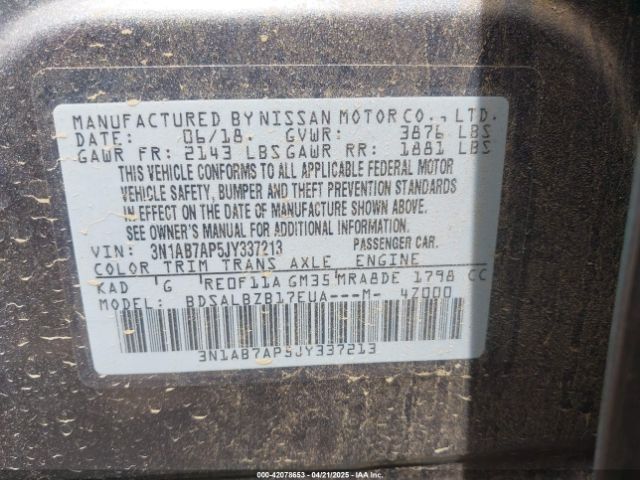 MANUFACTURED BY NISSAN MOTOR CO., LTD.
DATE: 06/18 GVWR: 3876 LBS
GAWR FR: 2143 LBS GAWR RR: 1881 LBS
THIS VEHICLE CONFORMS TO ALL APPLICABLE FEDERAL MOTOR
VEHICLE SAFETY, BUMPER AND THEFT PREVENTION STANDARDS
IN EFFECT ON THE DATE OF MANUFACTURE SHOWN ABOVE.
SEE OWNER'S MANUAL FOR ADDITIONAL INFORMATION.
VIN: 3N1AB7AP5JY337213 PASSENGER CAR.
COLOR TRIM TRANS AXLE ENGINE
KAD G RE0F11A GM35 MRA8DE 1798 CC
MODEL: BDSALBZB17EUA---M- 47000
3N1AB7AP5JY337213
000-42078653 - 04/21/2025 - IAA Inc.